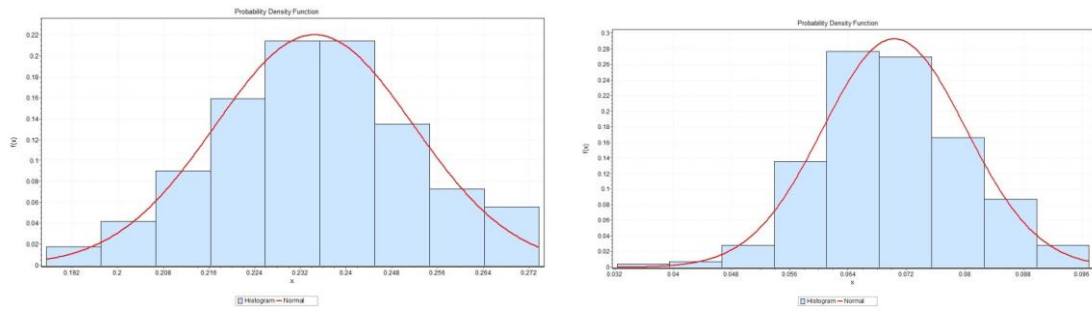 Probability Density Function
0.22
0.2
0.18
0.16
0.14
0.12
0.1
0.08
0.06
0.04
0.02
0
f(x)
0.192 0.2 0.208 0.216 0.224 0.232 0.24 0.248 0.256 0.264 0.272
x
Histogram Normal
Probability Density Function
0.3
0.28
0.26
0.24
0.22
0.2
0.18
0.16
0.14
0.12
0.1
0.08
0.06
0.04
0.02
0
f(x)
0.032 0.04 0.048 0.056 0.064 0.072 0.08 0.088 0.096
x
Histogram Normal